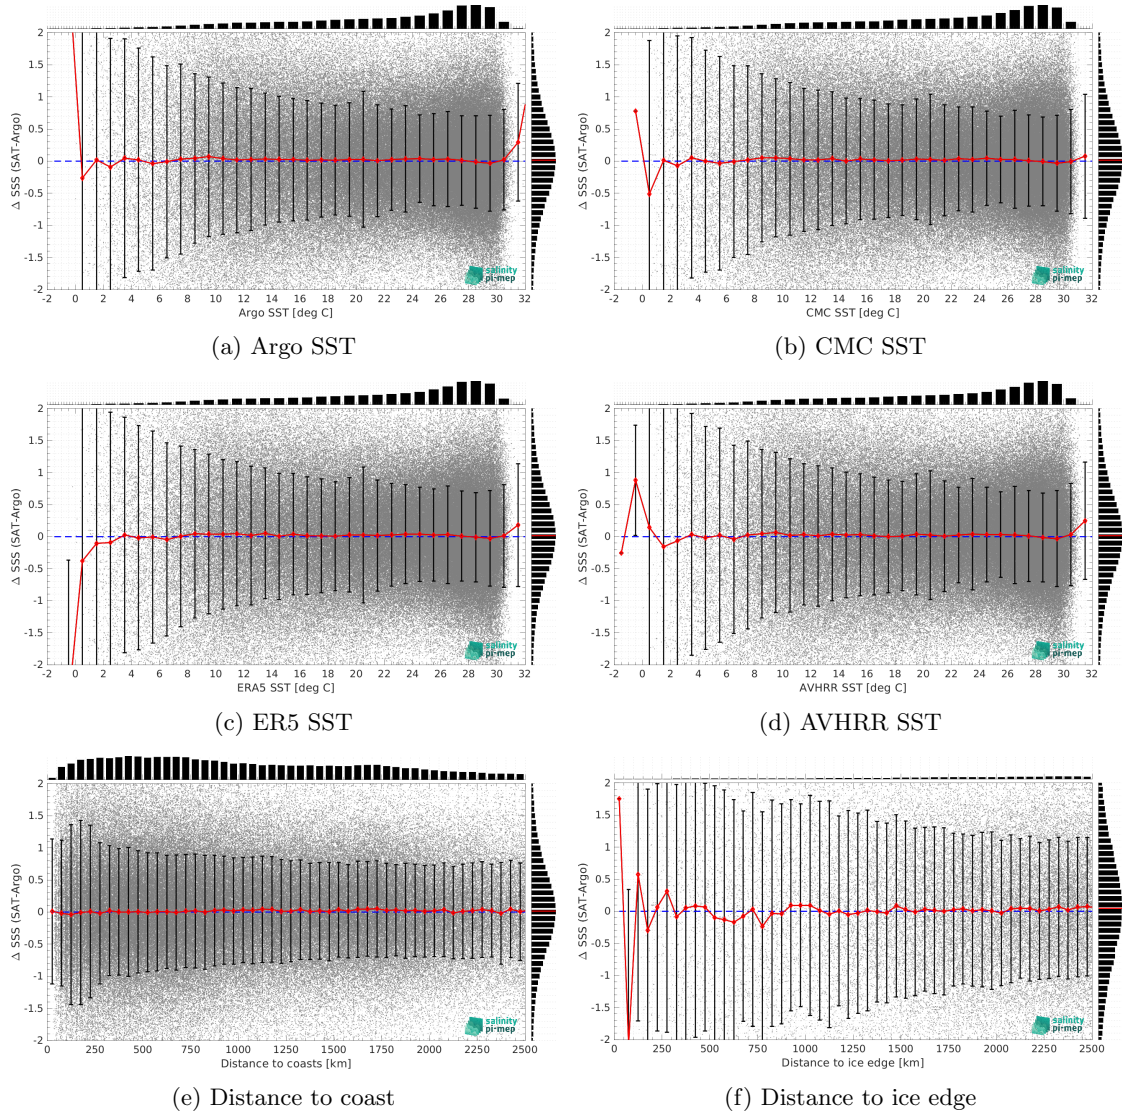 2
1.5
1
0.5
0
-0.5
-1
-1.5
-2
Δ SSS (SAT-Argo)
salinity
pi-mep
-2 0 2 4 6 8 10 12 14 16 18 20 22 24 26 28 30 32
Argo SST [deg C]
(a) Argo SST
2
1.5
1
0.5
0
-0.5
-1
-1.5
-2
Δ SSS (SAT-Argo)
salinity
pi-mep
-2 0 2 4 6 8 10 12 14 16 18 20 22 24 26 28 30 32
CMC SST [deg C]
(b) CMC SST
2
1.5
1
0.5
0
-0.5
-1
-1.5
-2
Δ SSS (SAT-Argo)
salinity
pi-mep
-2 0 2 4 6 8 10 12 14 16 18 20 22 24 26 28 30 32
ERA5 SST [deg C]
(c) ER5 SST
2
1.5
1
0.5
0
-0.5
-1
-1.5
-2
Δ SSS (SAT-Argo)
salinity
pi-mep
-2 0 2 4 6 8 10 12 14 16 18 20 22 24 26 28 30 32
AVHRR SST [deg C]
(d) AVHRR SST
2
1.5
1
0.5
0
-0.5
-1
-1.5
-2
Δ SSS (SAT-Argo)
salinity
pi-mep
0 250 500 750 1000 1250 1500 1750 2000 2250 2500
Distance to coasts [km]
(e) Distance to coast
2
1.5
1
0.5
0
-0.5
-1
-1.5
-2
Δ SSS (SAT-Argo)
salinity
pi-mep
0 250 500 750 1000 1250 1500 1750 2000 2250 2500
Distance to ice edge [km]
(f) Distance to ice edge